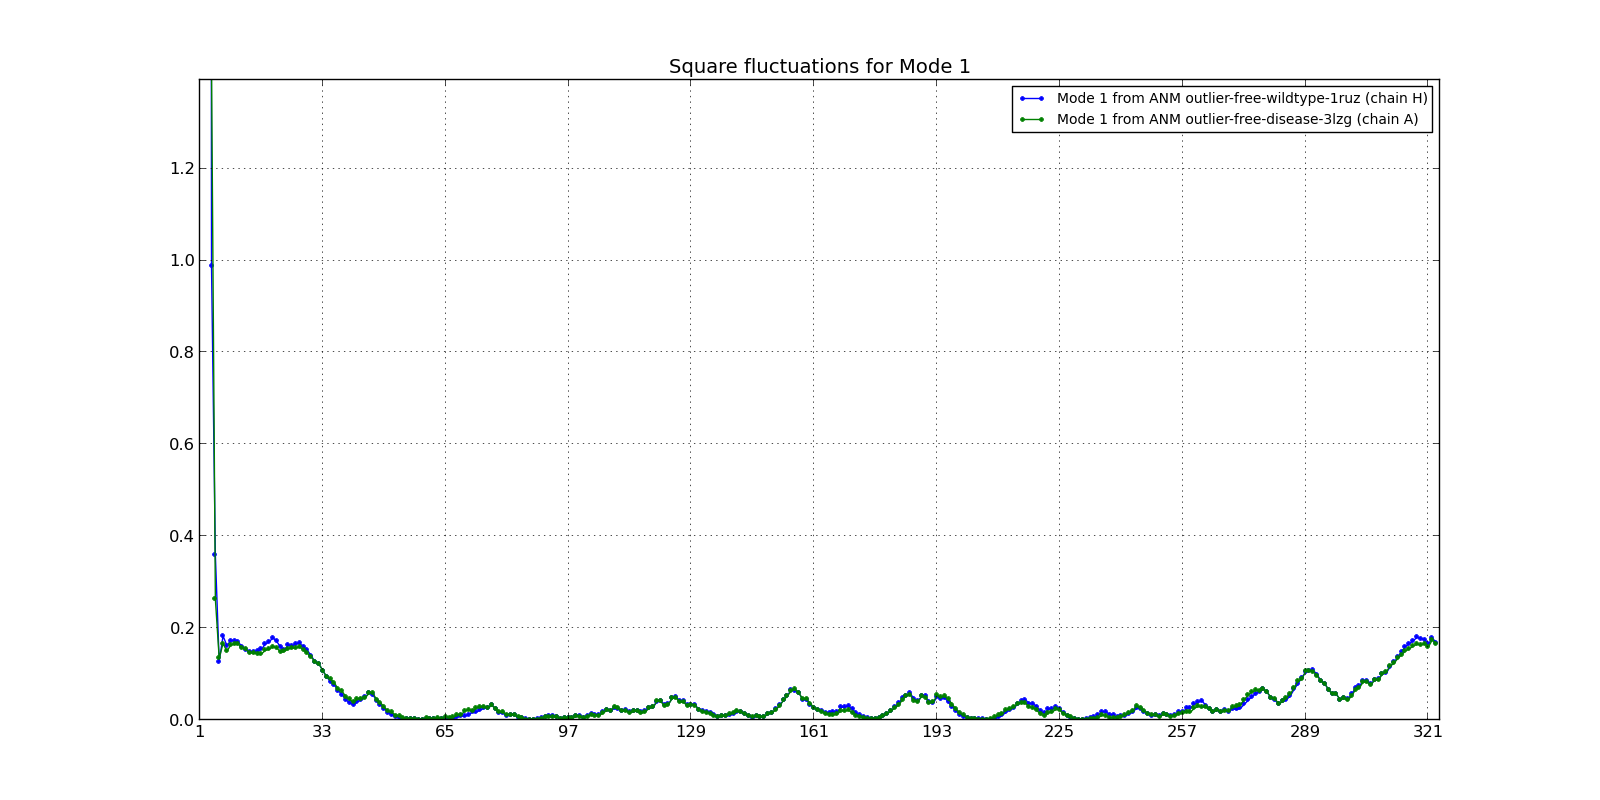 Square fluctuations for Mode 1
Mode 1 from ANM outlier-free-wildtype-1ruz (chain H)
Mode 1 from ANM outlier-free-disease-3lzg (chain A)
1.2
1.0
0.8
0.6
0.4
0.2
0.0
1 33 65 97 129 161 193 225 257 289 321